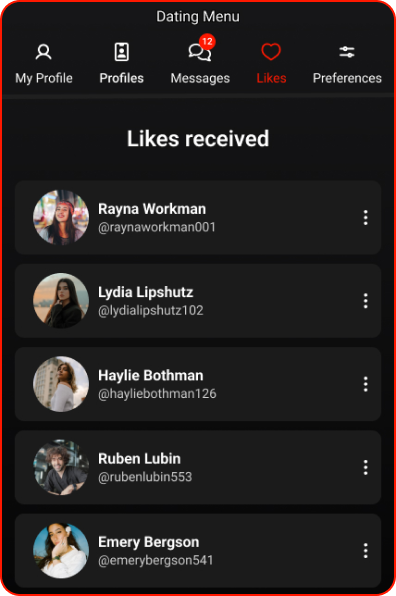 Dating Menu
12
My Profile
Profiles
Messages
Likes
Preferences
Likes received
Rayna Workman
@raynaworkman001
Lydia Lipshutz
@lydialipshutz102
Haylie Bothman
@hayliebothman126
Ruben Lubin
@rubenlubin553
Emery Bergson
@emerybergson541